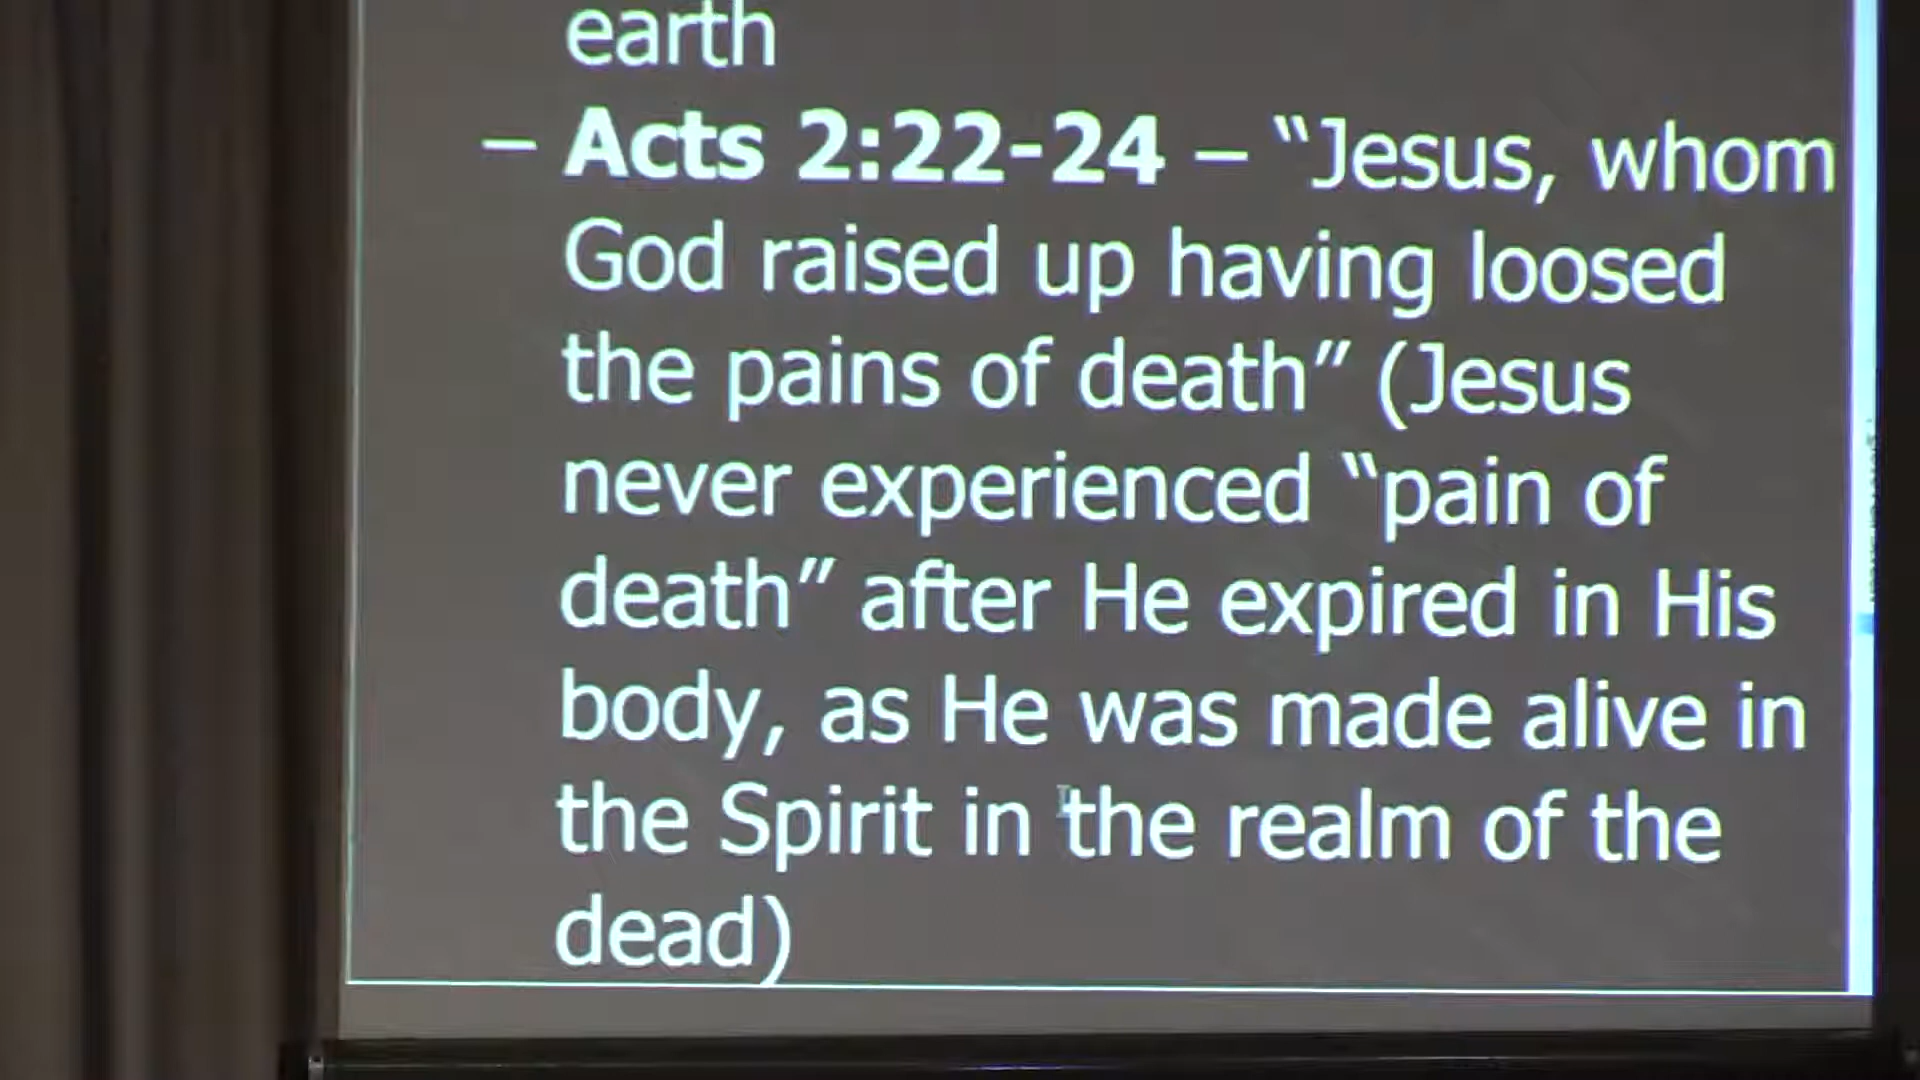 earth
– Acts 2:22-24 – “Jesus, whom
God raised up having loosed
the pains of death” (Jesus
never experienced “pain of
death” after He expired in His
body, as He was made alive in
the Spirit in the realm of the
dead)